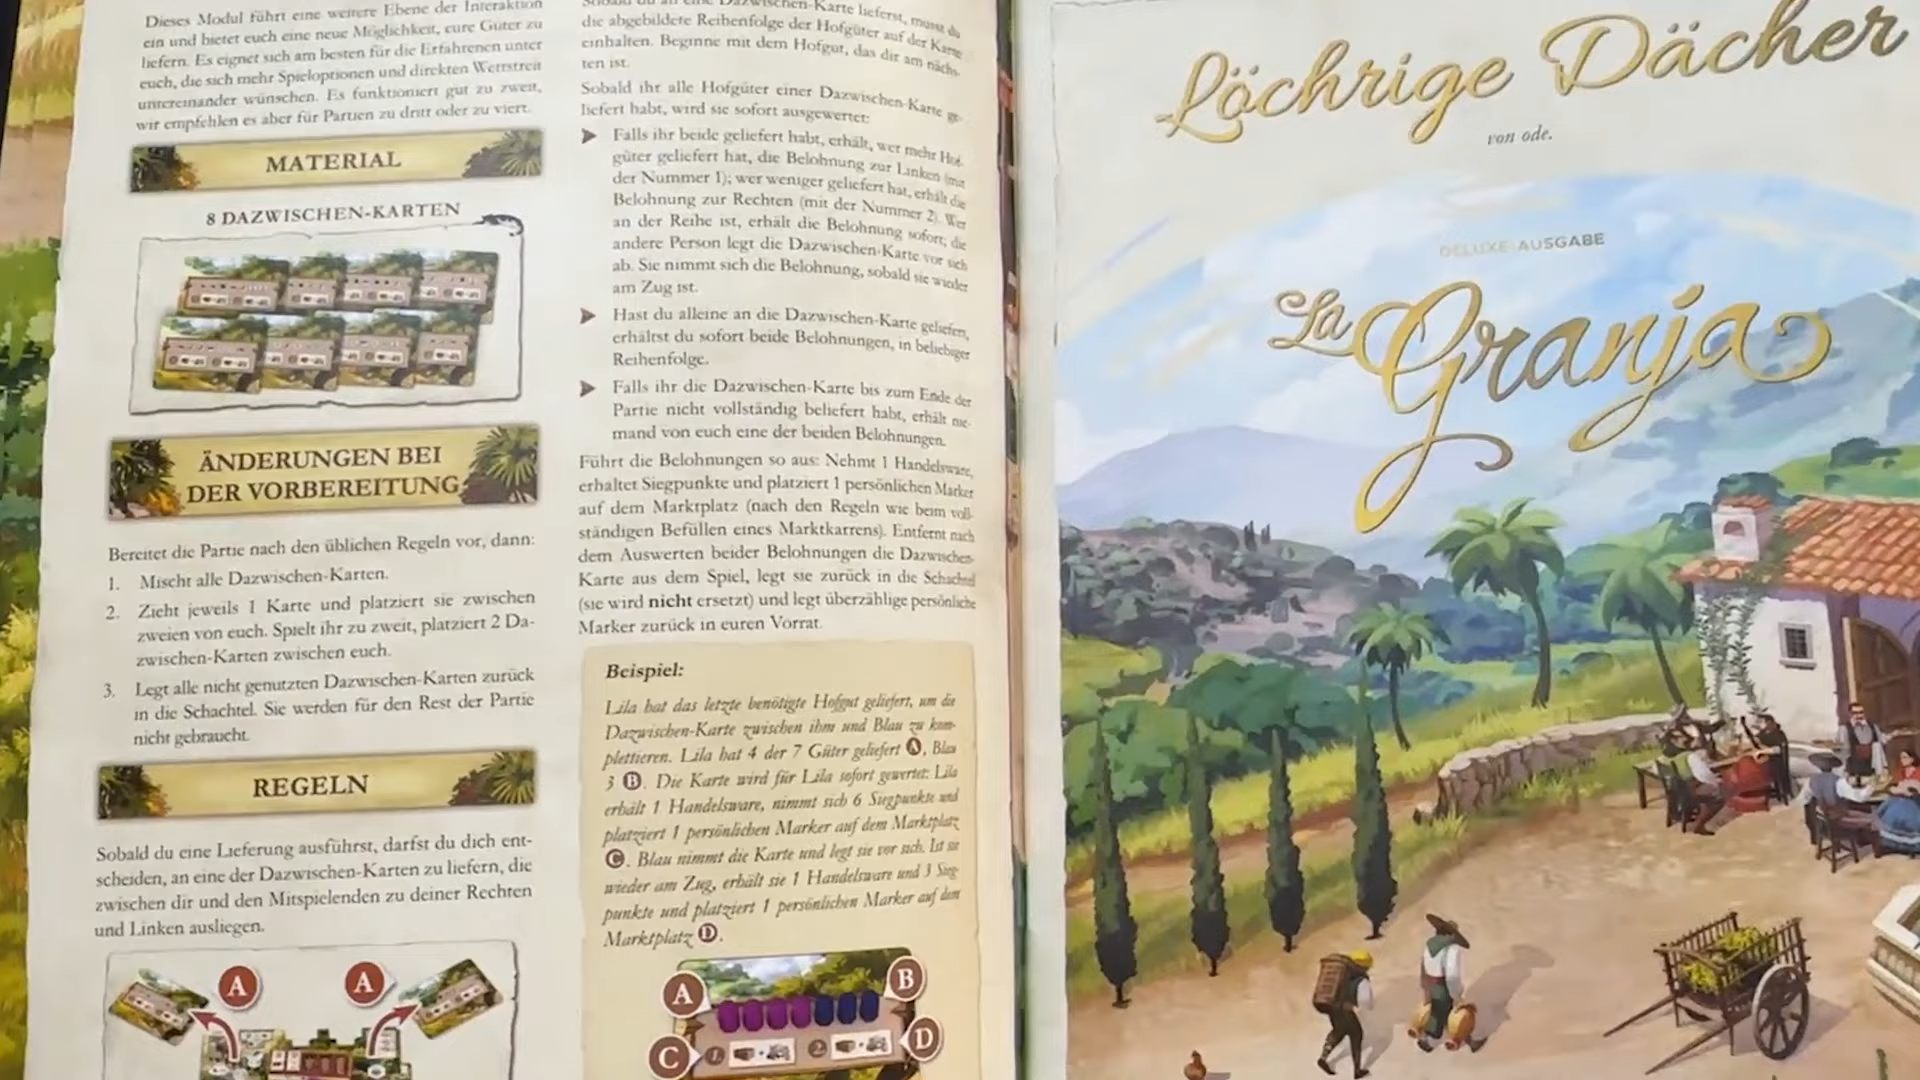 Dieses Modul führt eine weitere Ebene der Interaktion
ein und bietet euch eine neue Möglichkeit, eure Güter zu
liefern. Es eignet sich am besten für die Erfahrenen unter
euch, die sich mehr Spieloptionen und direkten Wettstreit
untereinander wünschen. Es funktioniert gut zu zweit,
wir empfehlen es aber für Partien zu dritt oder zu viert.
MATERIAL
8 DAZWISCHEN-KARTEN
ÄNDERUNGEN BEI
DER VORBEREITUNG
Bereitet die Partie nach den üblichen Regeln vor, dann:
1. Mischt alle Dazwischen-Karten.
2. Zieht jeweils 1 Karte und platziert sie zwischen
zweien von euch. Spielt ihr zu zweit, platziert 2 Da-
zwischen-Karten zwischen euch.
3. Legt alle nicht genutzten Dazwischen-Karten zurück
in die Schachtel. Sie werden für den Rest der Partie
nicht gebraucht.
REGELN
Sobald du eine Lieferung ausführst, darfst du dich ent-
scheiden, an eine der Dazwischen-Karten zu liefern, die
zwischen dir und den Mitspielenden zu deiner Rechten
und Linken ausliegen.
A A
Sobald du an eine Dazwischen-Karte lieferst, musst du
die abgebildete Reihenfolge der Hofgüter auf der Karte
einhalten. Beginne mit dem Hofgut, das dir am nächs-
ten ist.
Sobald ihr alle Hofgüter einer Dazwischen-Karte ge-
liefert habt, wird sie sofort ausgewertet:
Falls ihr beide geliefert habt, erhält, wer mehr Hof-
güter geliefert hat, die Belohnung zur Linken (mit
der Nummer 1); wer weniger geliefert hat, erhält die
Belohnung zur Rechten (mit der Nummer 2). Wer
an der Reihe ist, erhält die Belohnung sofort; die
andere Person legt die Dazwischen-Karte vor sich
ab. Sie nimmt sich die Belohnung, sobald sie wieder
am Zug ist.
Hast du alleine an die Dazwischen-Karte geliefert,
erhältst du sofort beide Belohnungen, in beliebiger
Reihenfolge.
Falls ihr die Dazwischen-Karte bis zum Ende der
Partie nicht vollständig beliefert habt, erhält nie-
mand von euch eine der beiden Belohnungen.
Führt die Belohnungen so aus: Nehmt 1 Handelsware,
erhaltet Siegpunkte und platziert 1 persönlichen Marker
auf dem Marktplatz (nach den Regeln wie beim voll-
ständigen Befüllen eines Marktkarrens). Entfernt nach
dem Auswerten beider Belohnungen die Dazwischen-
Karte aus dem Spiel, legt sie zurück in die Schachtel
(sie wird nicht ersetzt) und legt überzählige persönliche
Marker zurück in euren Vorrat.
Beispiel:
Lila hat das letzte benötigte Hofgut geliefert, um die
Dazwischen-Karte zwischen ihm und Blau zu kom-
plettieren. Lila hat 4 der 7 Güter geliefert A, Blau
3 B. Die Karte wird für Lila sofort gewertet: Lila
erhält 1 Handelsware, nimmt sich 6 Siegpunkte und
platziert 1 persönlichen Marker auf dem Marktplatz
C. Blau nimmt die Karte und legt sie vor sich. Ist sie
wieder am Zug, erhält sie 1 Handelsware und 3 Sieg-
punkte und platziert 1 persönlichen Marker auf dem
Marktplatz D.
A B
C 1. 2. D
Löchrige Dächer
von ode.
DELUXE-AUSGABE
La Granja